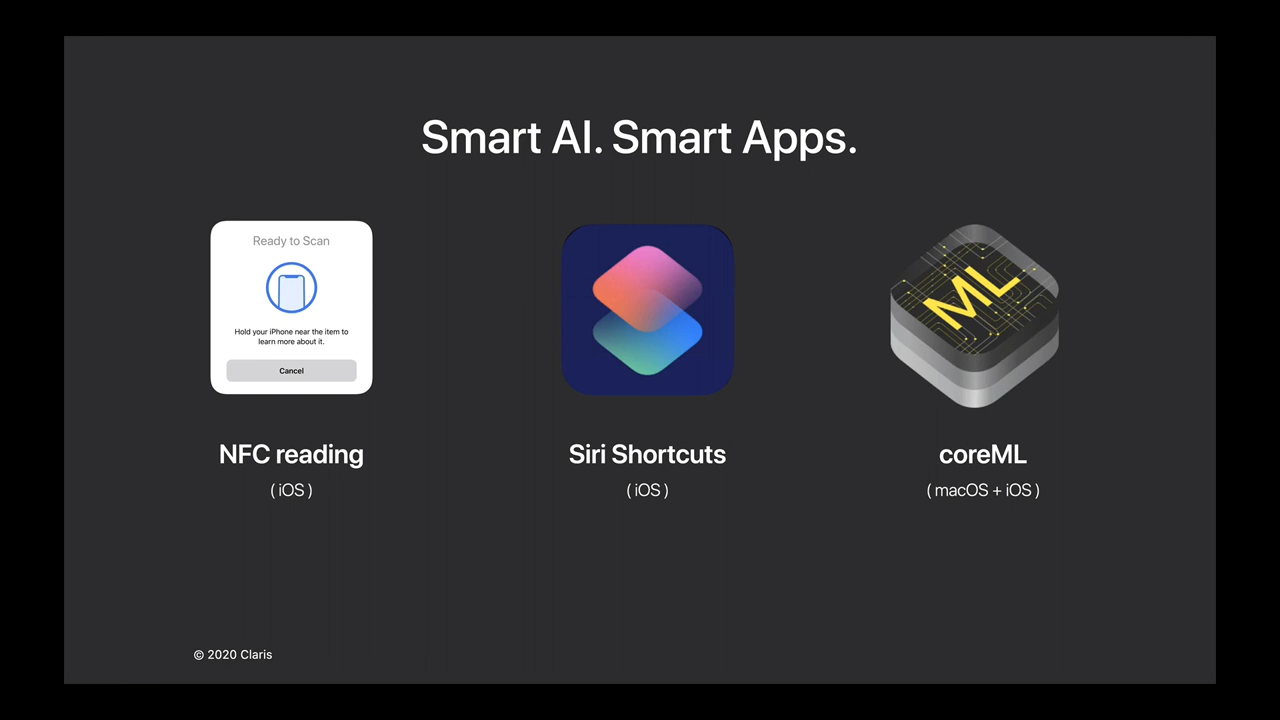 Smart AI. Smart Apps.
Ready to Scan
Hold your iPhone near the item to
learn more about it.
Cancel
ML
NFC reading
( iOS )
Siri Shortcuts
( iOS )
coreML
( macOS + iOS )
© 2020 Claris